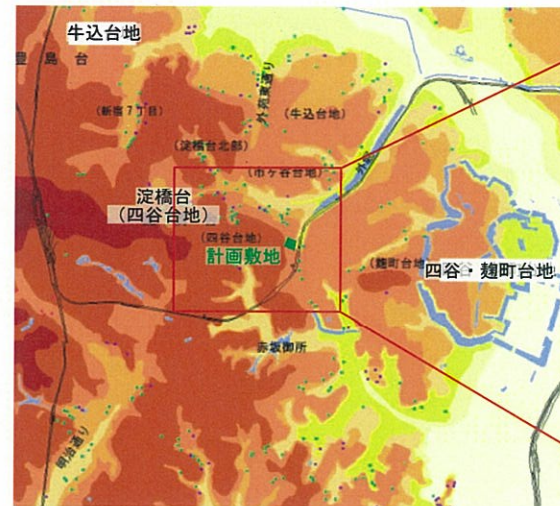 牛込台地
豊島台
外苑東通り
（新宿7丁目）
（牛込台地）
（淀橋台北部）
外堀
（市ヶ谷台地）
淀橋台
（四谷台地）
（四谷台地）
計画敷地
（麹町台地
四谷・麹町台地
赤坂御所
明治通り